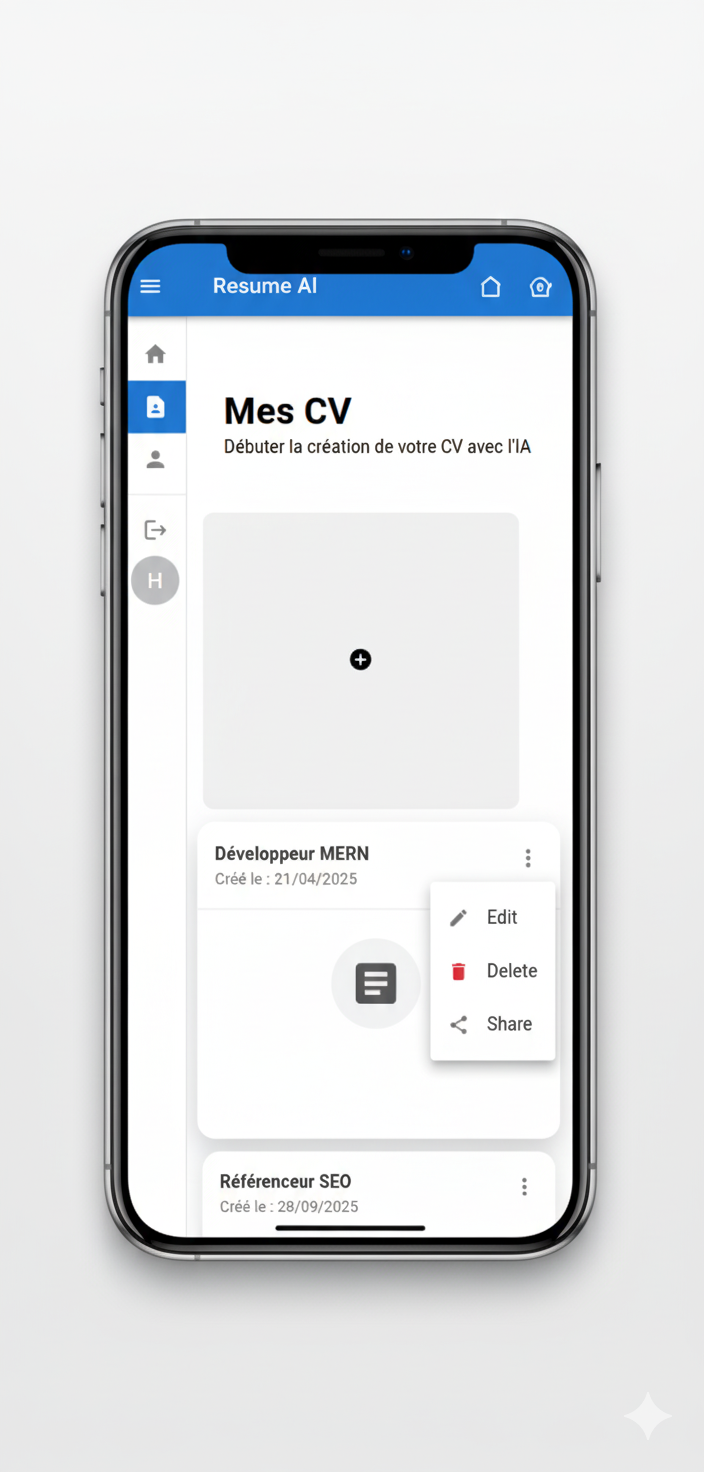 Resume AI
Mes CV
Débuter la création de votre CV avec l'IA
H
Développeur MERN
Créé le : 21/04/2025
Edit
Delete
Share
Référenceur SEO
Créé le : 28/09/2025